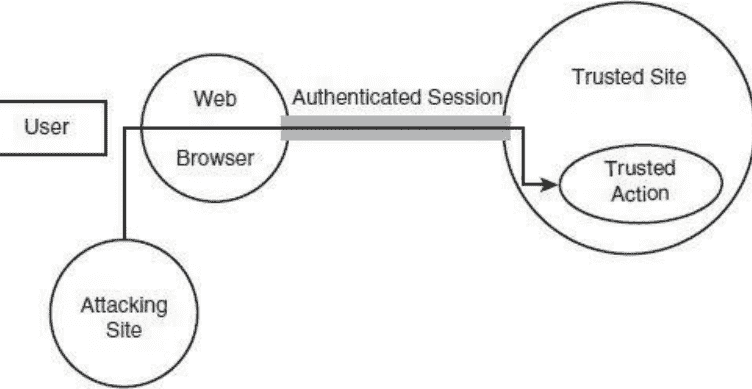 User
Web
Browser
Authenticated Session
Trusted Site
Trusted
Action
Attacking
Site